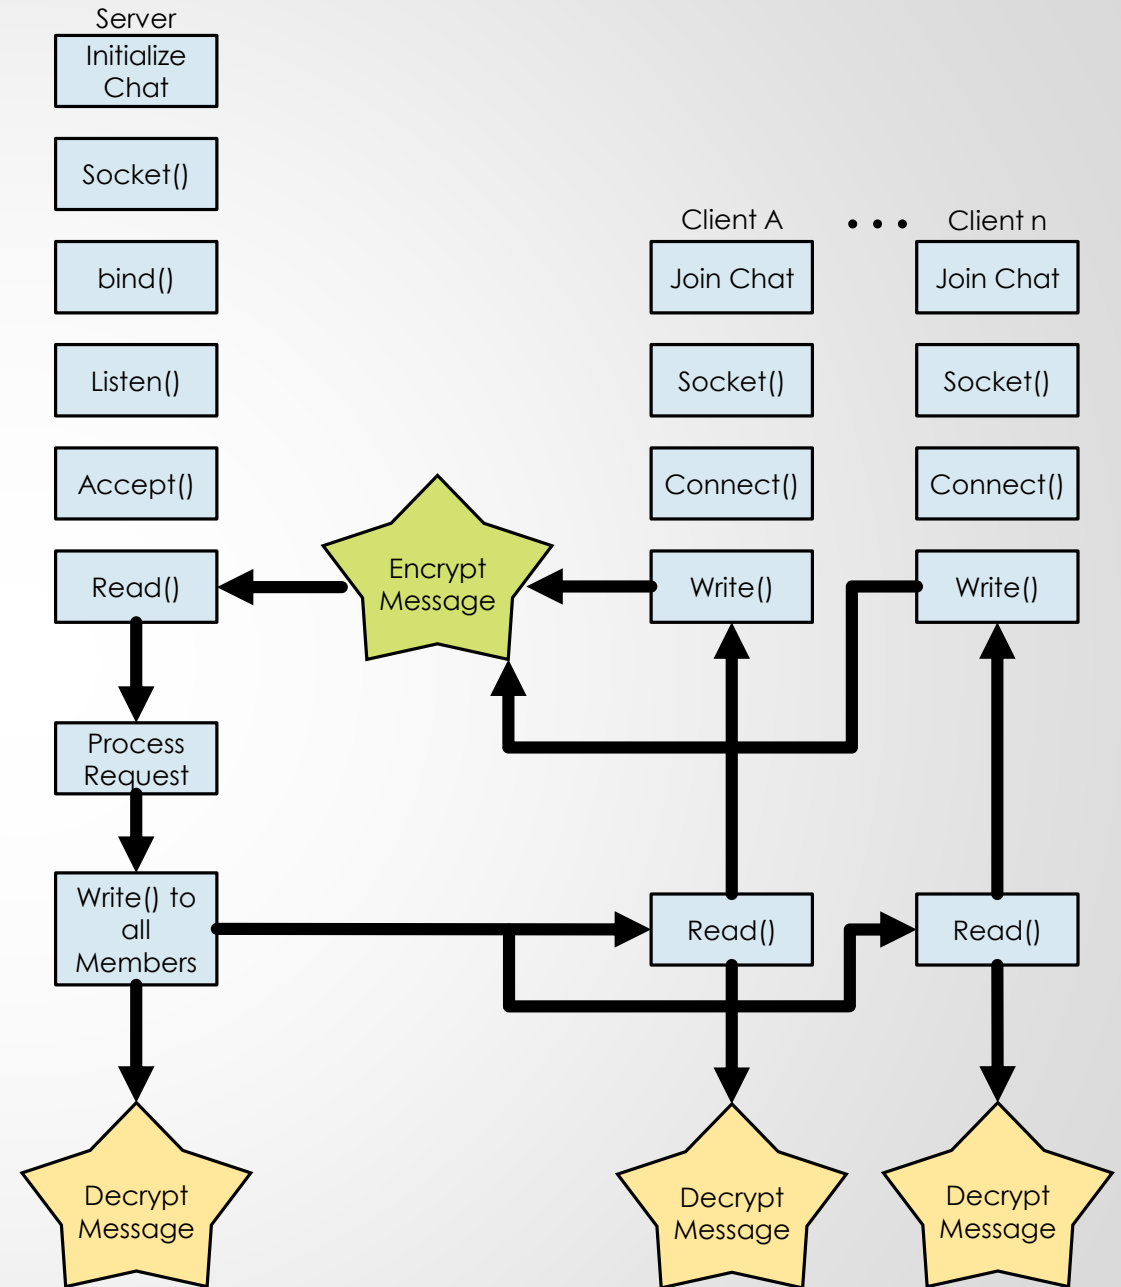 Server
Initialize
Chat
Socket()
bind()
Listen()
Accept()
Read()
Process
Request
Write() to
all
Members
Decrypt
Message
Encrypt
Message
Client A
Join Chat
Socket()
Connect()
Write()
Read()
Decrypt
Message
• • •
Client n
Join Chat
Socket()
Connect()
Write()
Read()
Decrypt
Message